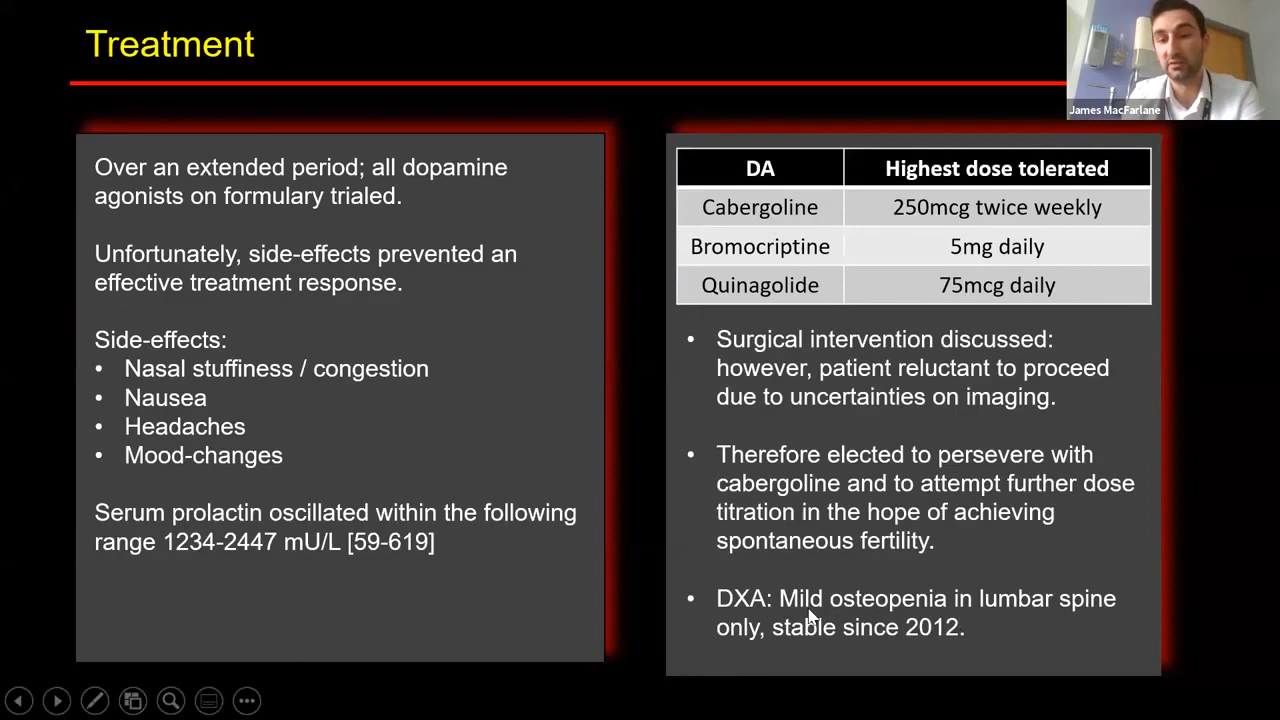 Treatment
James MacFarlane
Over an extended period; all dopamine
agonists on formulary trialed.
Unfortunately, side-effects prevented an
effective treatment response.
Side-effects:
• Nasal stuffiness / congestion
• Nausea
• Headaches
• Mood-changes
Serum prolactin oscillated within the following
range 1234-2447 mU/L [59-619]
DA Highest dose tolerated
Cabergoline 250mcg twice weekly
Bromocriptine 5mg daily
Quinagolide 75mcg daily
• Surgical intervention discussed:
however, patient reluctant to proceed
due to uncertainties on imaging.
• Therefore elected to persevere with
cabergoline and to attempt further dose
titration in the hope of achieving
spontaneous fertility.
• DXA: Mild osteopenia in lumbar spine
only, stable since 2012.